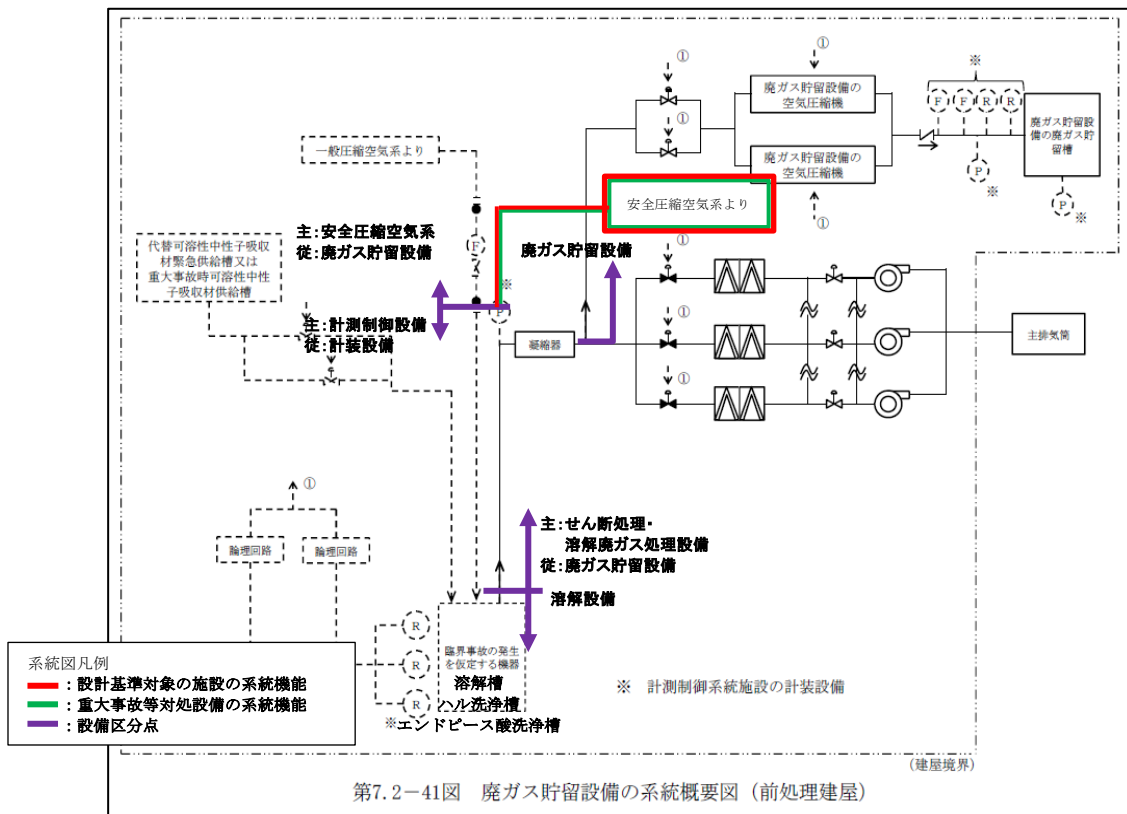 ①
①
※
廃ガス貯留設備の
空気圧縮機
F
F
R
R
廃ガス貯留設
備の廃ガス貯
留槽
①
一般圧縮空気系より
廃ガス貯留設備の
空気圧縮機
P
※
P
※
安全圧縮空気系より
①
主:安全圧縮空気系
従:廃ガス貯留設備
F
廃ガス貯留設備
①
代替可溶性中性子吸収
材緊急供給槽又は
重大事故時可溶性中性
子吸収材供給槽
※
P
主:計測制御設備
従:計装設備
①
凝縮器
主排気筒
①
①
主:せん断処理・
溶解廃ガス処理設備
従:廃ガス貯留設備
論理回路
論理回路
溶解設備
R
R
R
臨界事故の発生
を仮定する機器
溶解槽
ハル洗浄槽
※エンドピース酸洗浄槽
※ 計測制御系統施設の計装設備
系統図凡例
:設計基準対象の施設の系統機能
:重大事故等対処設備の系統機能
:設備区分点
(建屋境界)
第7.2-41図 廃ガス貯留設備の系統概要図(前処理建屋)